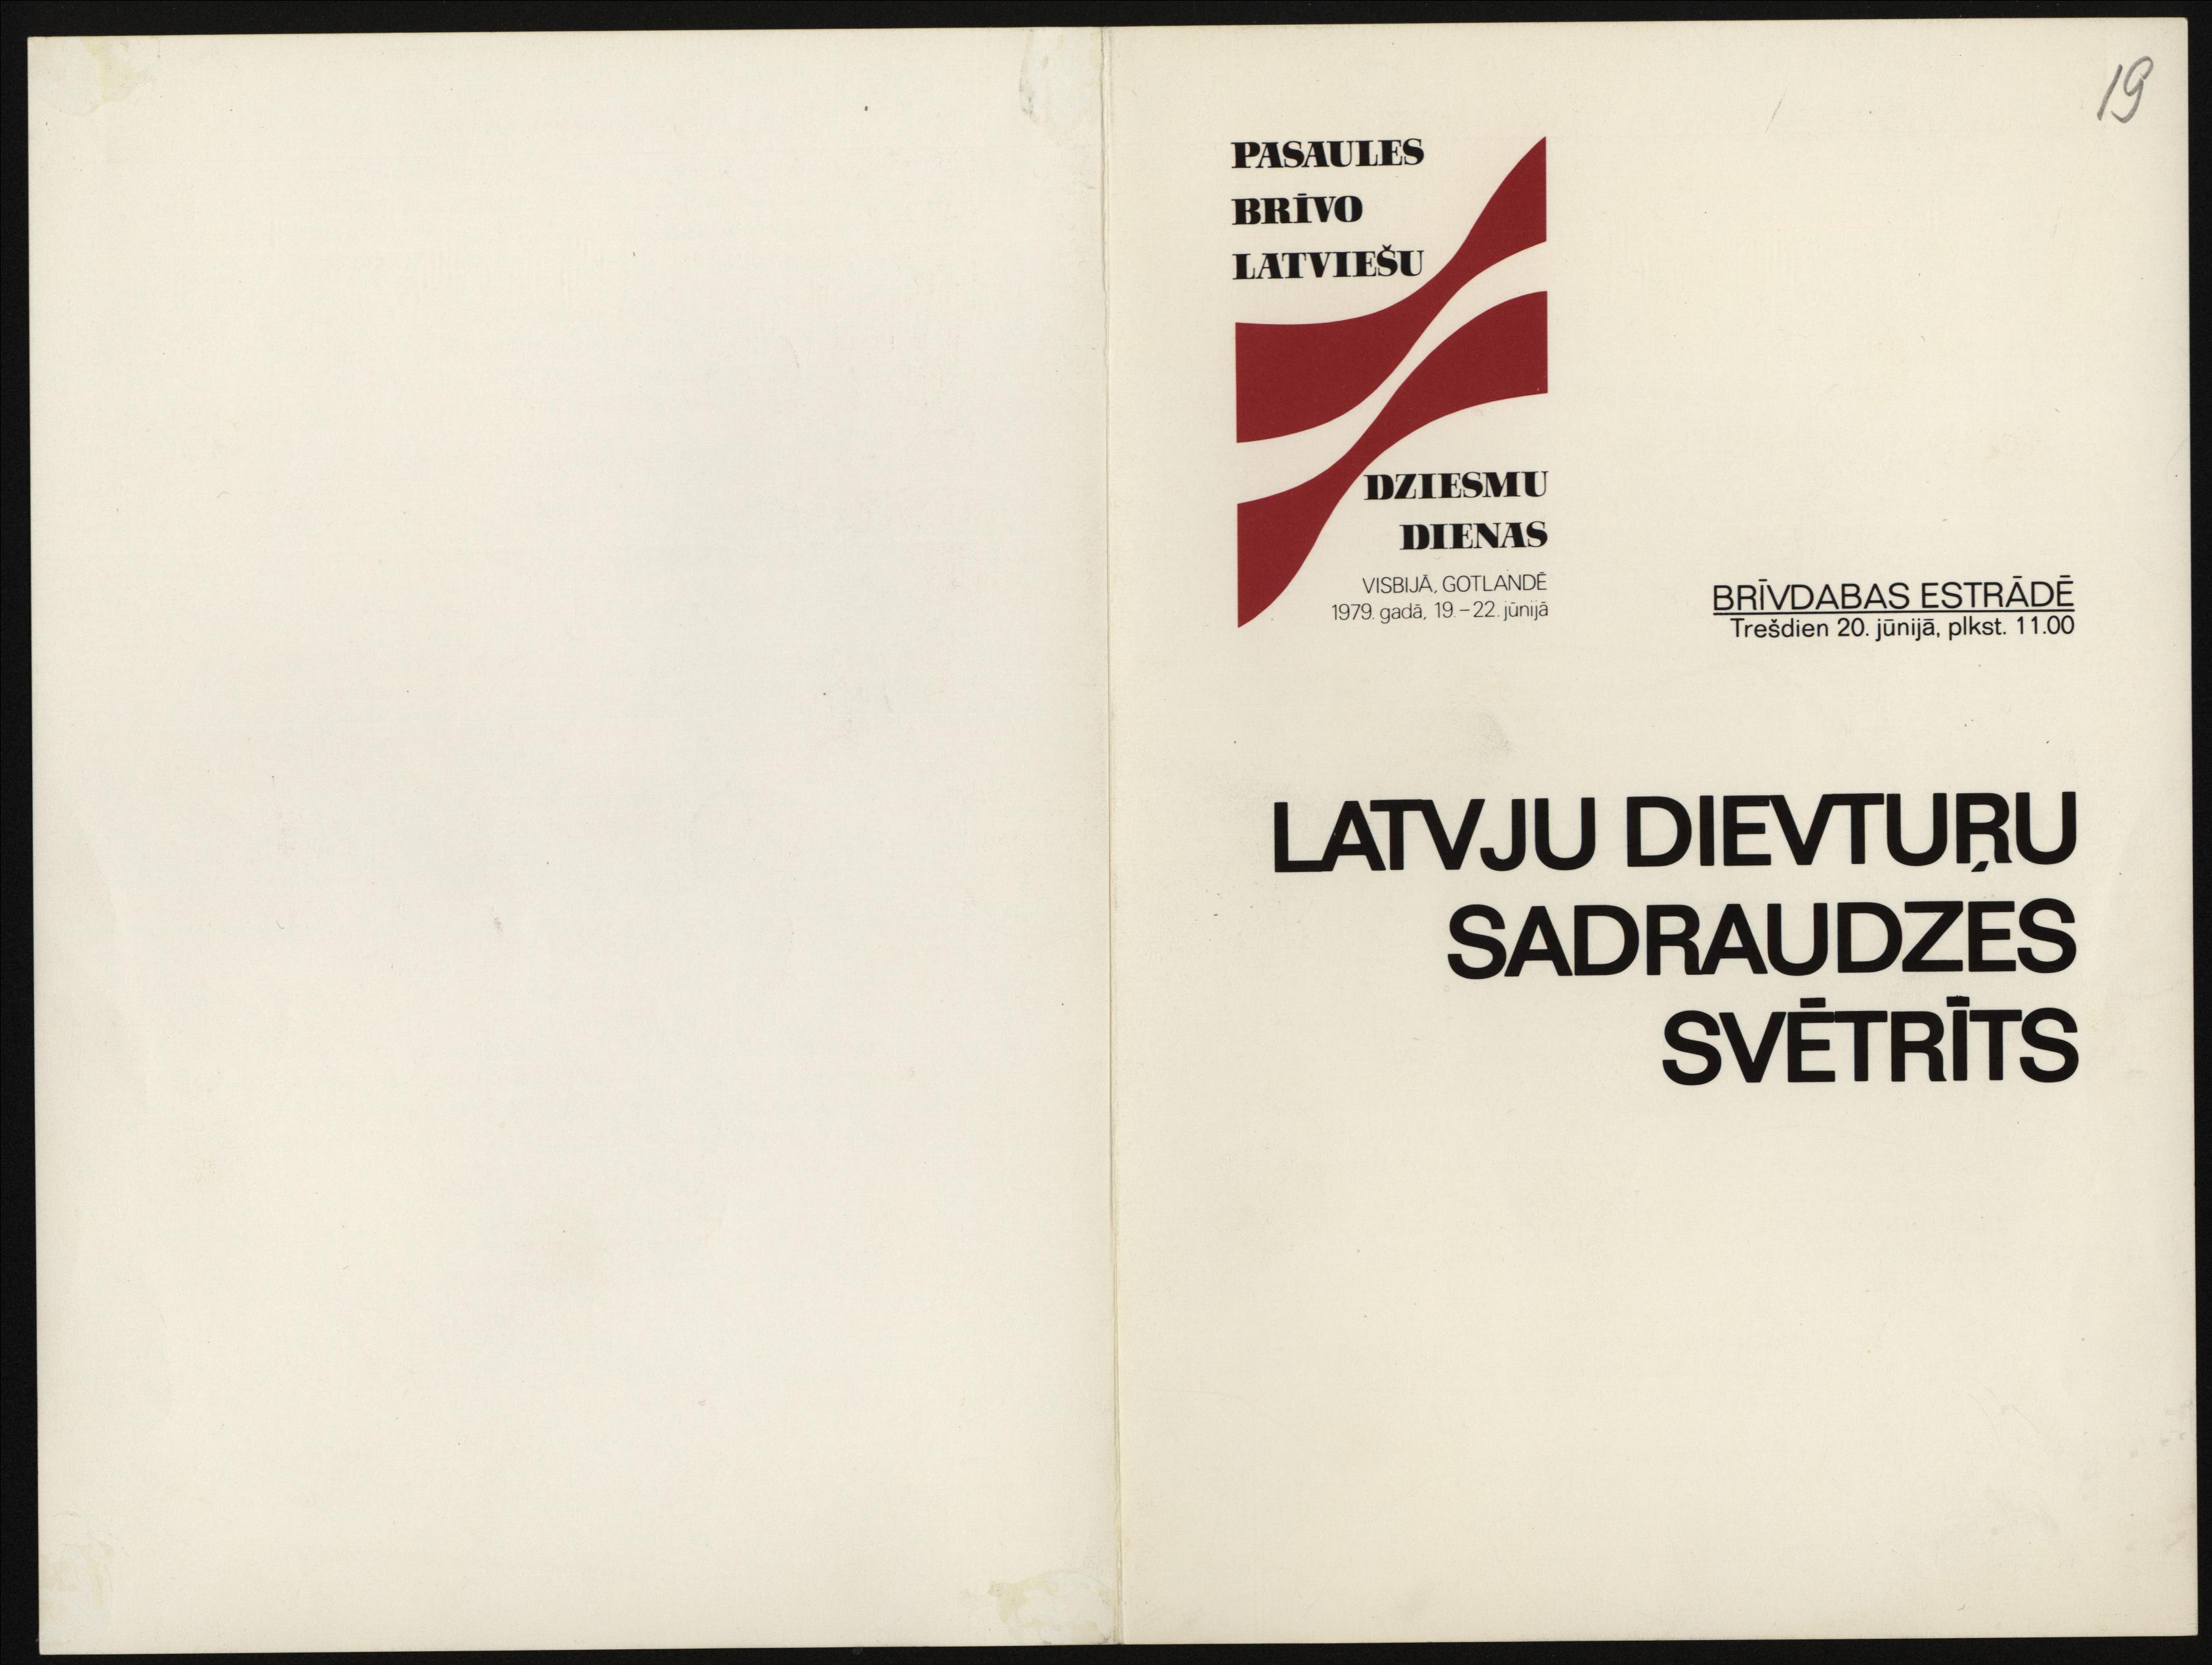 19
PASAULES
BRĪVO
LATVIEŠU
DZIESMU
DIENAS
VISBIJĀ, GOTLANDĒ
1979. gadā, 19.–22. jūnijā
BRĪVDABAS ESTRĀDĒ
Trešdien 20. jūnijā, plkst. 11.00
LATVJU DIEVTUŖU
SADRAUDZES
SVĒTRĪTS